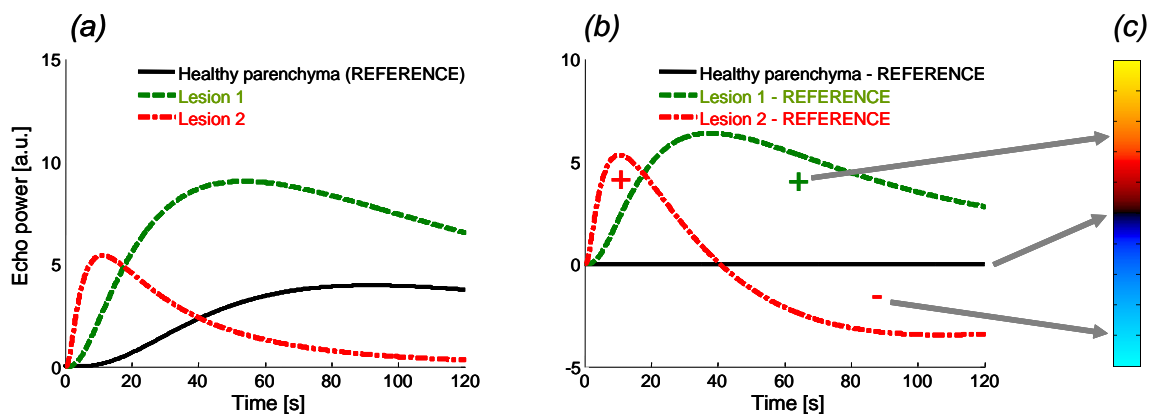 (a)
15
10
5
0
Echo power [a.u.]
Healthy parenchyma (REFERENCE)
Lesion 1
Lesion 2
0 20 40 60 80 100 120
Time [s]
(b)
10
5
0
-5
Healthy parenchyma - REFERENCE
Lesion 1 - REFERENCE
Lesion 2 - REFERENCE
+
+
-
0 20 40 60 80 100 120
Time [s]
(c)